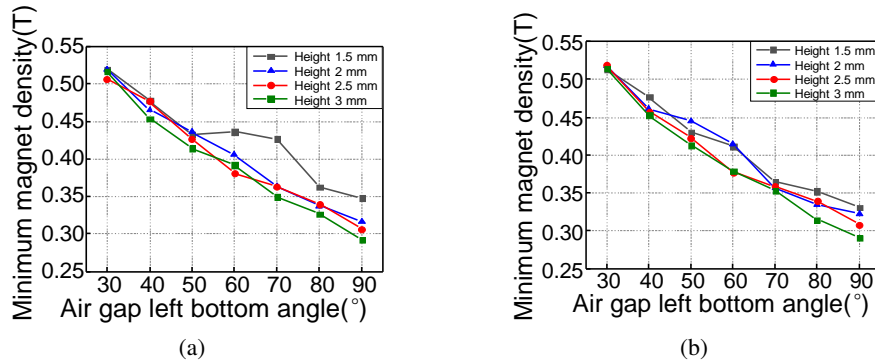 Minimum magnet density(T)
0.55
0.50
0.45
0.40
0.35
0.30
0.25
Height 1.5 mm
Height 2 mm
Height 2.5 mm
Height 3 mm
30 40 50 60 70 80 90
Air gap left bottom angle(°)
(a)
Minimum magnet density(T)
0.55
0.50
0.45
0.40
0.35
0.30
0.25
Height 1.5 mm
Height 2 mm
Height 2.5 mm
Height 3 mm
30 40 50 60 70 80 90
Air gap left bottom angle(°)
(b)